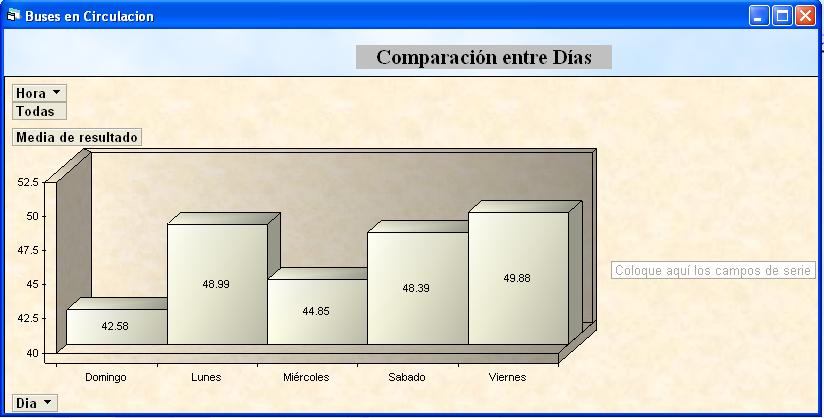 Buses en Circulacion
Comparación entre Días
Hora
Todas
Media de resultado
52.5
50
47.5
45
42.5
40
42.58
48.99
44.85
48.39
49.88
Domingo Lunes Miércoles Sabado Viernes
Coloque aquí los campos de serie
Dia